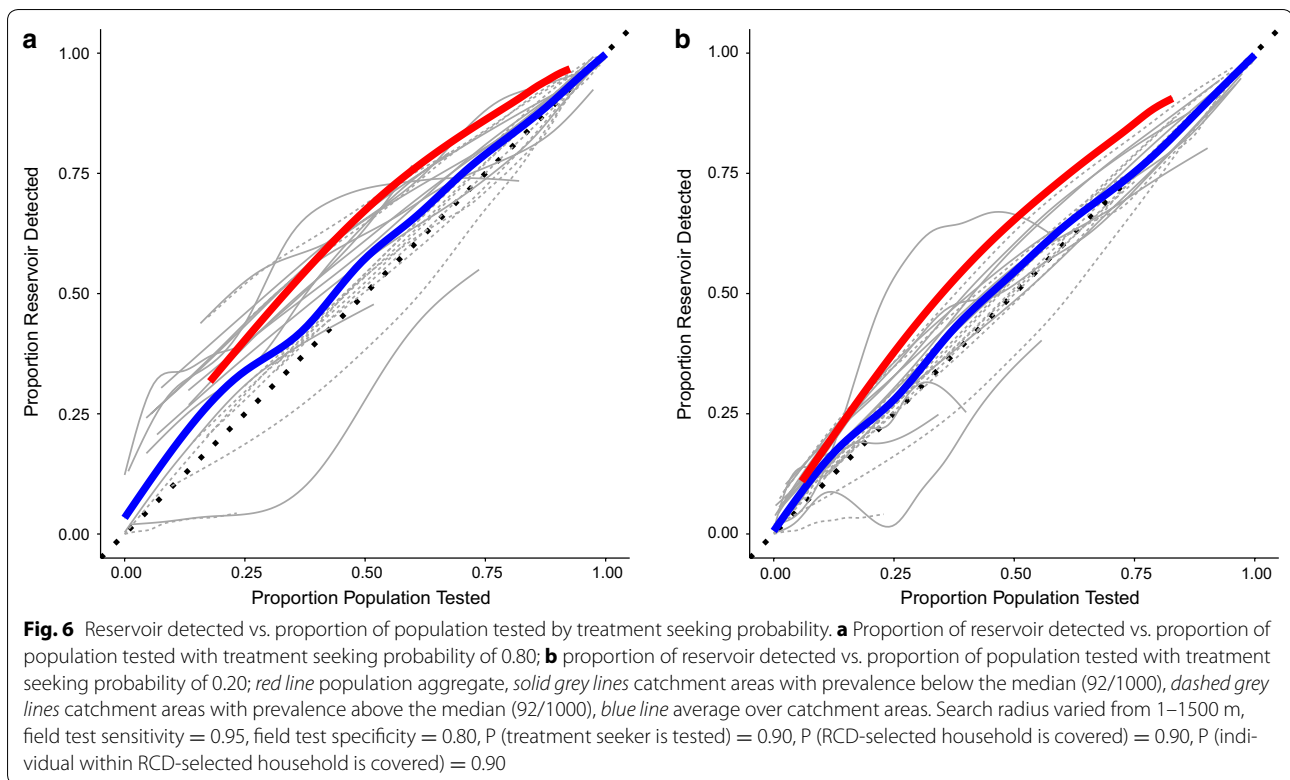 a
b
1.00
0.75
0.50
0.25
0.00
Proportion Reservoir Detected
0.00 0.25 0.50 0.75 1.00
Proportion Population Tested
1.00
0.75
0.50
0.25
0.00
Proportion Reservoir Detected
0.00 0.25 0.50 0.75 1.00
Proportion Population Tested
Fig. 6 Reservoir detected vs. proportion of population tested by treatment seeking probability. a Proportion of reservoir detected vs. proportion of
population tested with treatment seeking probability of 0.80; b proportion of reservoir detected vs. proportion of population tested with treatment
seeking probability of 0.20; red line population aggregate, solid grey lines catchment areas with prevalence below the median (92/1000), dashed grey
lines catchment areas with prevalence above the median (92/1000), blue line average over catchment areas. Search radius varied from 1–1500 m,
field test sensitivity = 0.95, field test specificity = 0.80, P (treatment seeker is tested) = 0.90, P (RCD-selected household is covered) = 0.90, P (indi-
vidual within RCD-selected household is covered) = 0.90